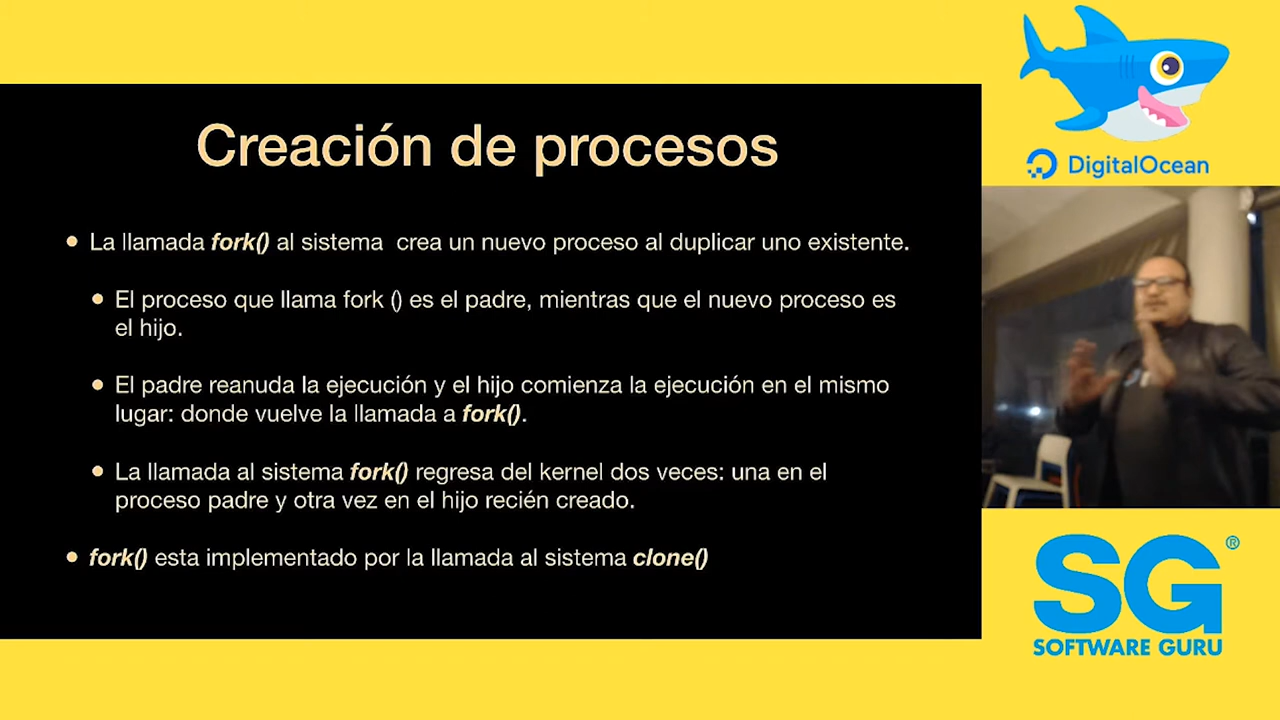 Creación de procesos
• La llamada fork() al sistema crea un nuevo proceso al duplicar uno existente.
• El proceso que llama fork () es el padre, mientras que el nuevo proceso es
el hijo.
• El padre reanuda la ejecución y el hijo comienza la ejecución en el mismo
lugar: donde vuelve la llamada a fork().
• La llamada al sistema fork() regresa del kernel dos veces: una en el
proceso padre y otra vez en el hijo recién creado.
• fork() esta implementado por la llamada al sistema clone()
DigitalOcean
SG®
SOFTWARE GURU